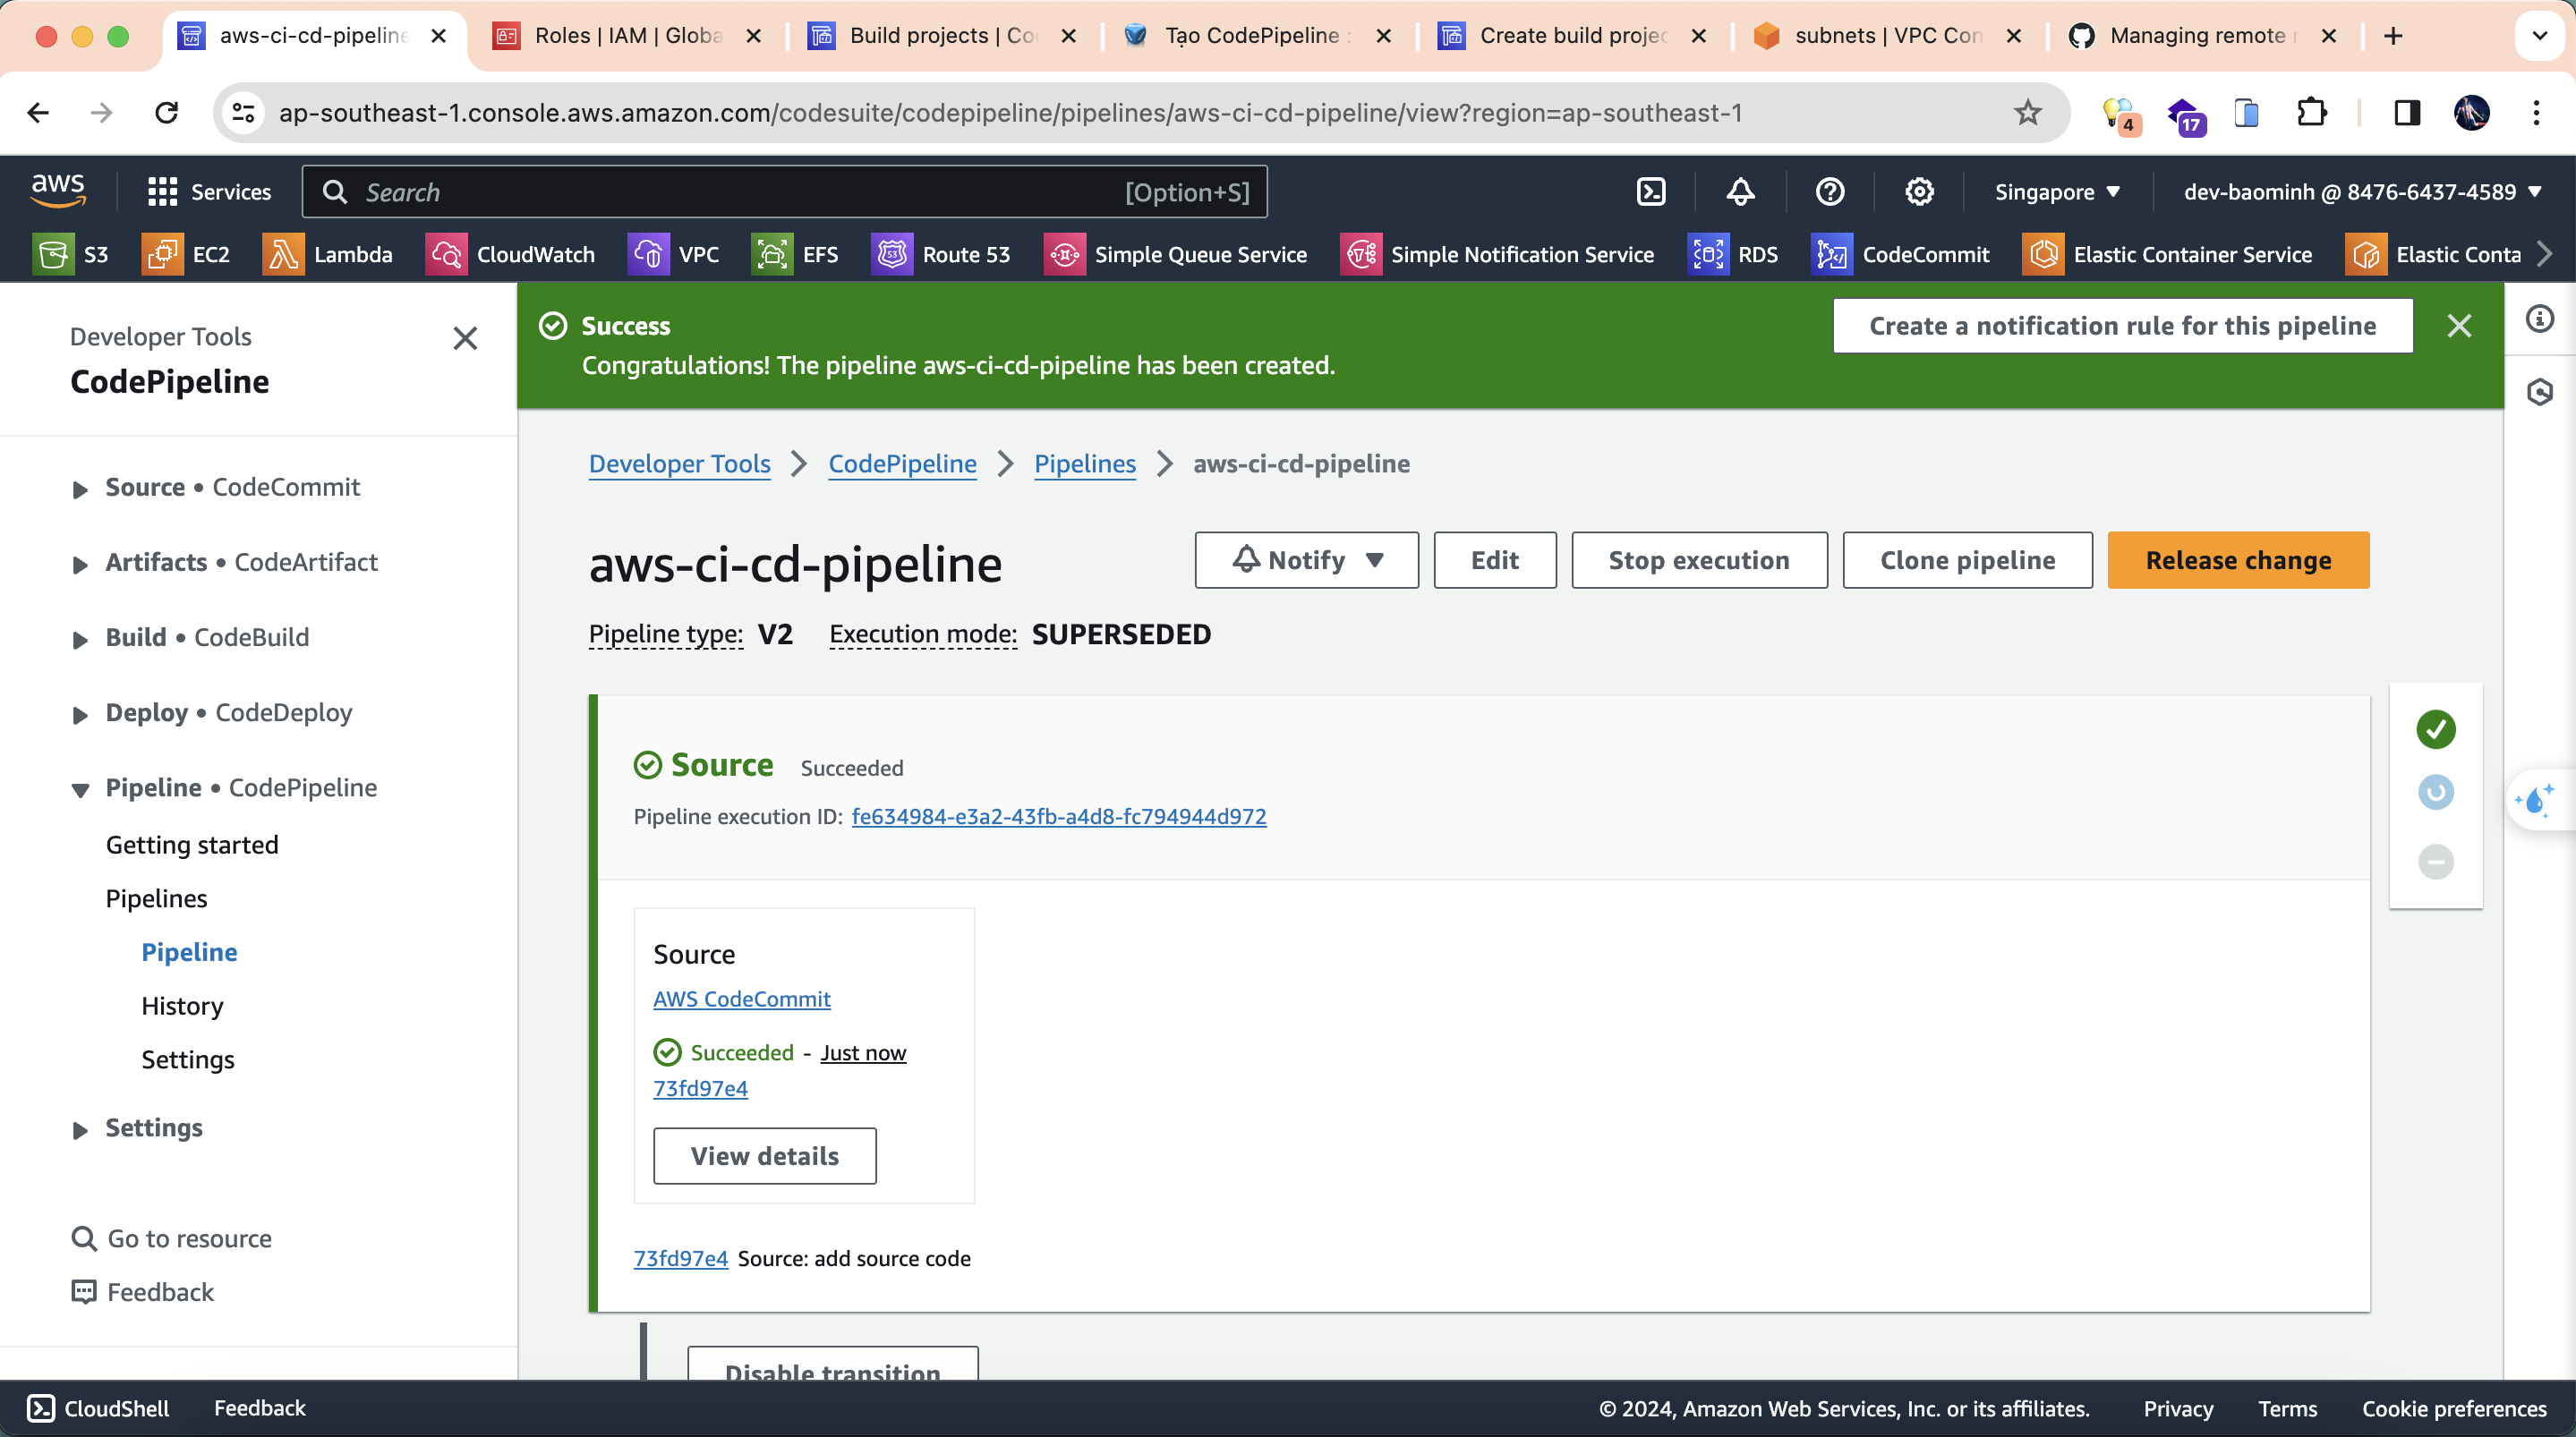 aws-ci-cd-pipeline
Roles | IAM | Globa
Build projects | Co
Tạo CodePipeline :
Create build projec
subnets | VPC Con
Managing remote r
ap-southeast-1.console.aws.amazon.com/codesuite/codepipeline/pipelines/aws-ci-cd-pipeline/view?region=ap-southeast-1
4
17
aws
Services
Search
[Option+S]
Singapore
dev-baominh @ 8476-6437-4589
S3
EC2
Lambda
CloudWatch
VPC
EFS
Route 53
Simple Queue Service
Simple Notification Service
RDS
CodeCommit
Elastic Container Service
Elastic Conta
Developer Tools
CodePipeline
Source • CodeCommit
Artifacts • CodeArtifact
Build • CodeBuild
Deploy • CodeDeploy
Pipeline • CodePipeline
Getting started
Pipelines
Pipeline
History
Settings
Settings
Go to resource
Feedback
Success
Congratulations! The pipeline aws-ci-cd-pipeline has been created.
Create a notification rule for this pipeline
Developer Tools
CodePipeline
Pipelines
aws-ci-cd-pipeline
aws-ci-cd-pipeline
Notify
Edit
Stop execution
Clone pipeline
Release change
Pipeline type: V2
Execution mode: SUPERSEDED
Source Succeeded
Pipeline execution ID: fe634984-e3a2-43fb-a4d8-fc794944d972
Source
AWS CodeCommit
Succeeded - Just now
73fd97e4
View details
73fd97e4 Source: add source code
Disable transition
CloudShell
Feedback
© 2024, Amazon Web Services, Inc. or its affiliates.
Privacy
Terms
Cookie preferences